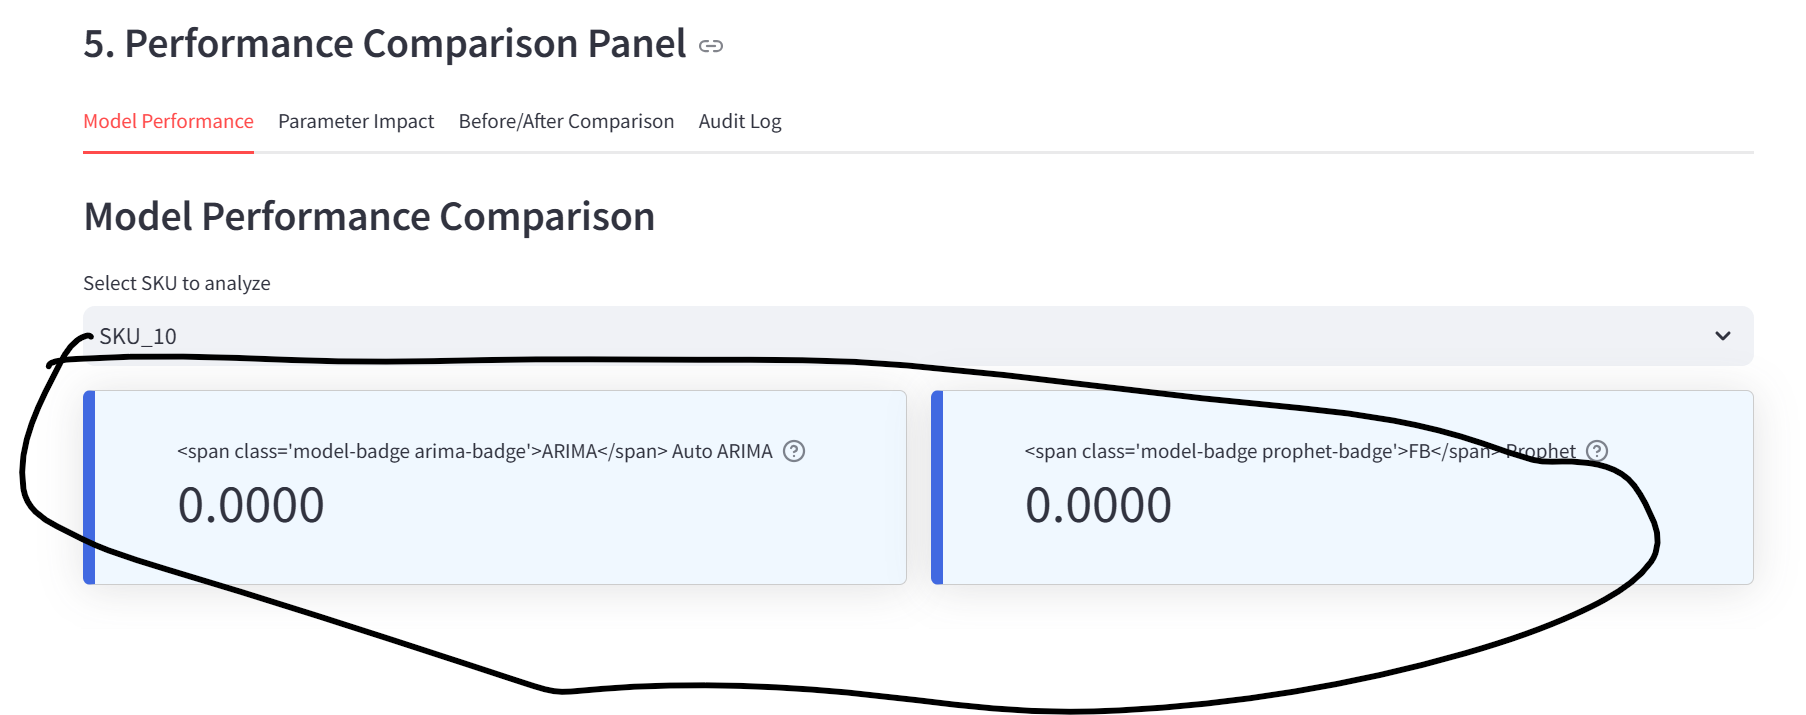 5. Performance Comparison Panel
Model Performance Parameter Impact Before/After Comparison Audit Log
Model Performance Comparison
Select SKU to analyze
SKU_10
<span class='model-badge arima-badge'>ARIMA</span> Auto ARIMA
0.0000
<span class='model-badge prophet-badge'>FB</span> Prophet
0.0000